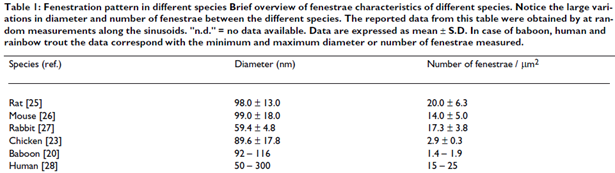 Table 1: Fenestration pattern in different species Brief overview of fenestrae characteristics of different species. Notice the large vari-
ations in diameter and number of fenestrae between the different species. The reported data from this table were obtained by at ran-
dom measurements along the sinusoids. "n.d." = no data available. Data are expressed as mean ± S.D. In case of baboon, human and
rainbow trout the data correspond with the minimum and maximum diameter or number of fenestrae measured.
Species (ref.) Diameter (nm) Number of fenestrae / μm2
Rat [25] 98.0 ± 13.0 20.0 ± 6.3
Mouse [26] 99.0 ± 18.0 14.0 ± 5.0
Rabbit [27] 59.4 ± 4.8 17.3 ± 3.8
Chicken [23] 89.6 ± 17.8 2.9 ± 0.3
Baboon [20] 92 – 116 1.4 – 1.9
Human [28] 50 – 300 15 – 25